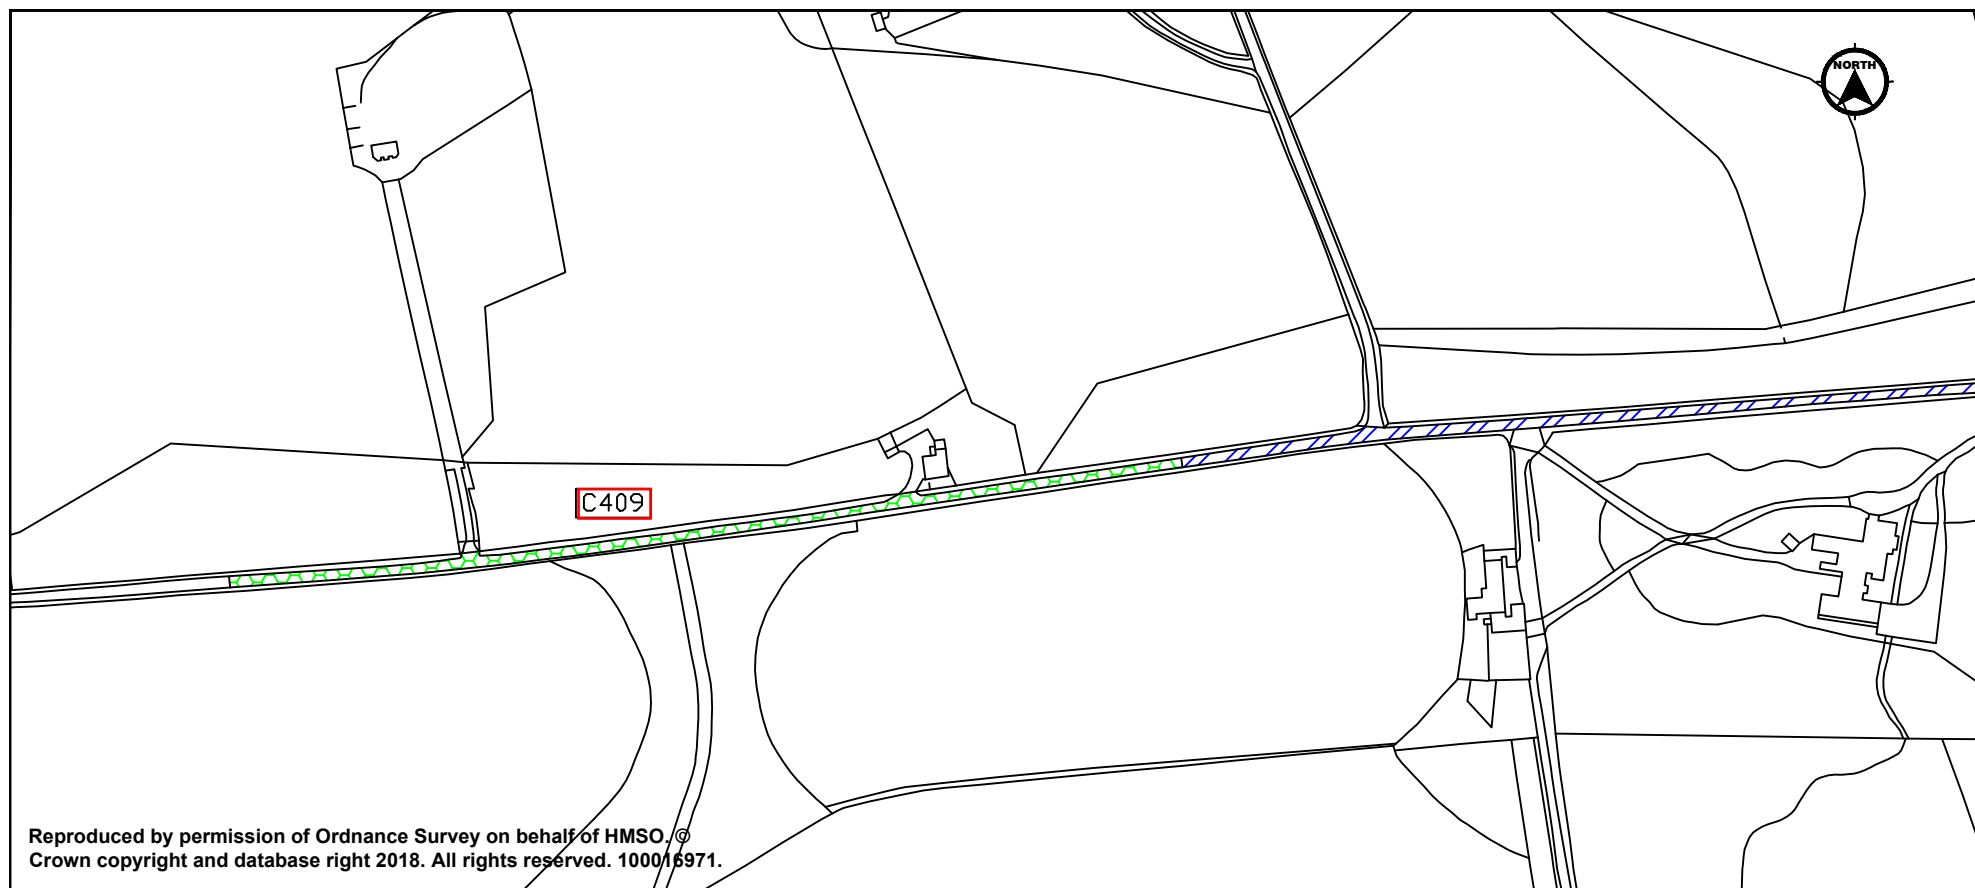 NORTH
C409
Reproduced by permission of Ordnance Survey on behalf of HMSO. ©
Crown copyright and database right 2018. All rights reserved. 100016971.